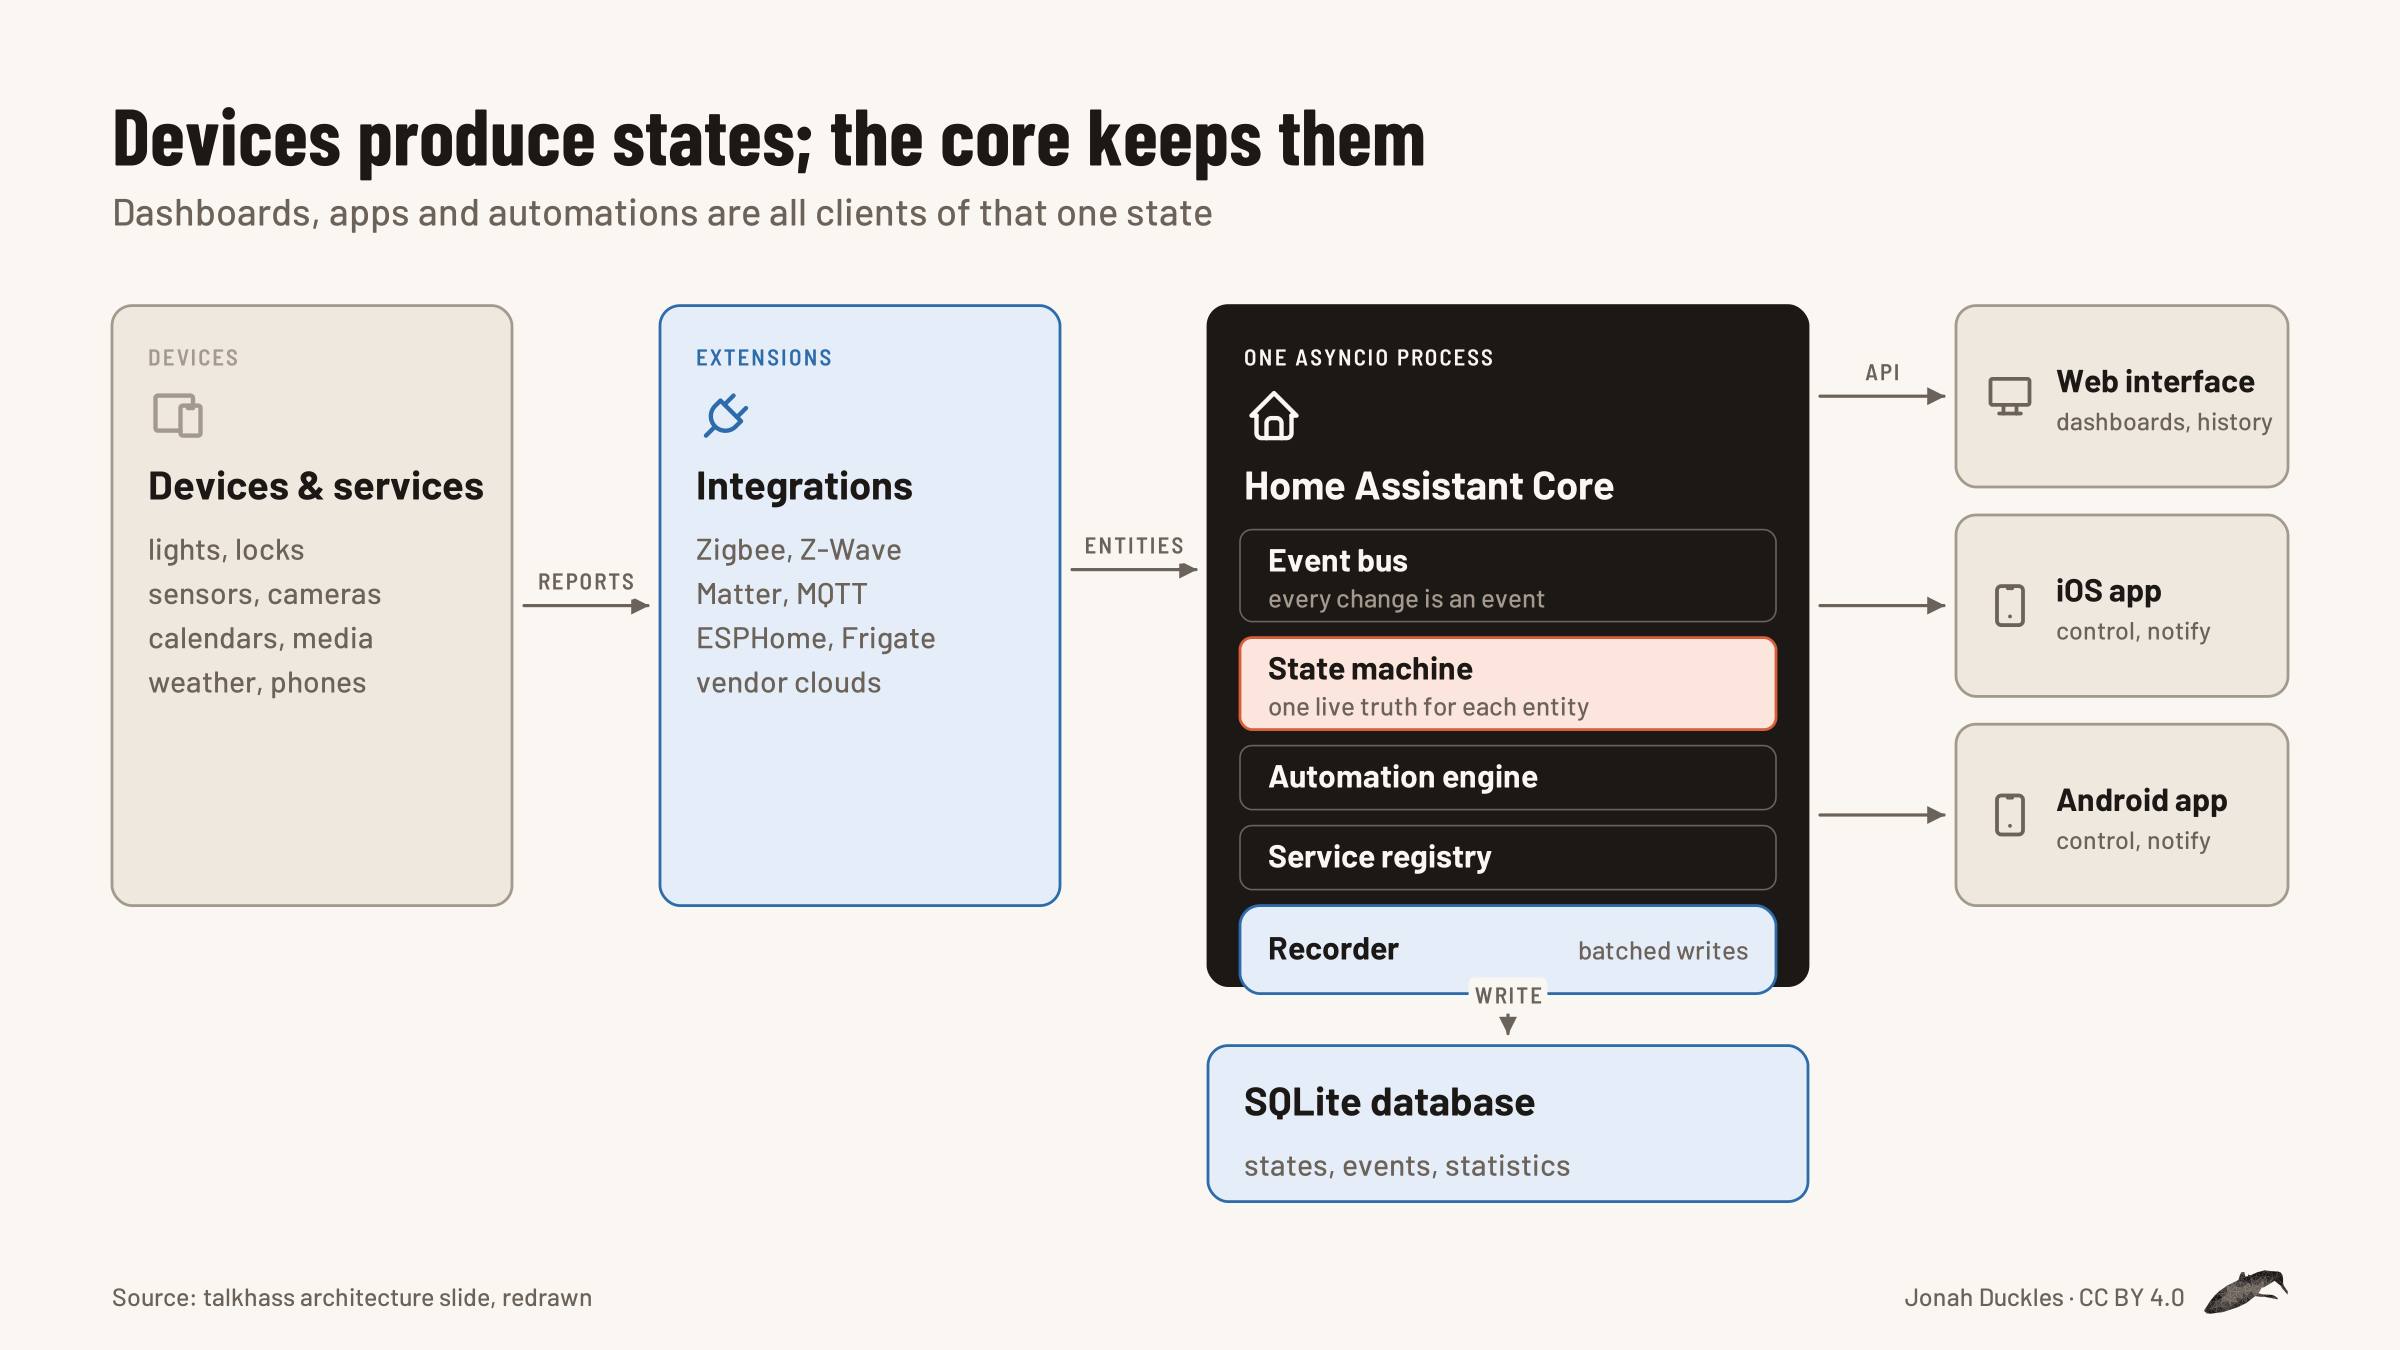 Devices produce states; the core keeps them
Dashboards, apps and automations are all clients of that one state
DEVICES
Devices & services
lights, locks
sensors, cameras
calendars, media
weather, phones
REPORTS
EXTENSIONS
Integrations
Zigbee, Z-Wave
Matter, MQTT
ESPHome, Frigate
vendor clouds
ENTITIES
ONE ASYNCIO PROCESS
Home Assistant Core
Event bus
every change is an event
State machine
one live truth for each entity
Automation engine
Service registry
Recorder
batched writes
WRITE
SQLite database
states, events, statistics
API
Web interface
dashboards, history
iOS app
control, notify
Android app
control, notify
Source: talkhass architecture slide, redrawn
Jonah Duckles · CC BY 4.0